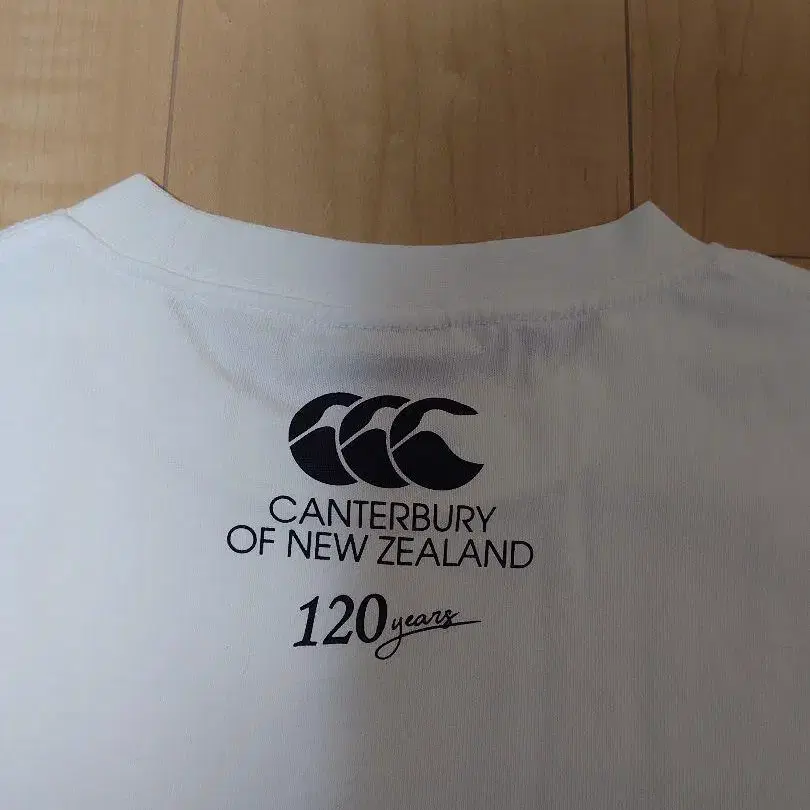 CANTERBURY
OF NEW ZEALAND
120 years